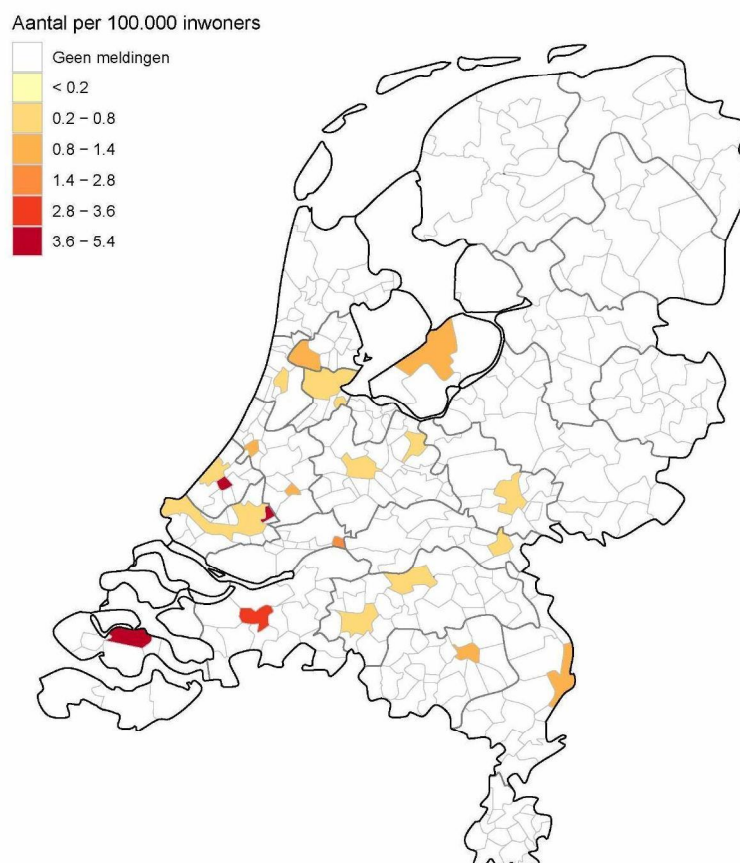 Aantal per 100.000 inwoners
Geen meldingen
< 0.2
0.2 − 0.8
0.8 − 1.4
1.4 − 2.8
2.8 − 3.6
3.6 − 5.4